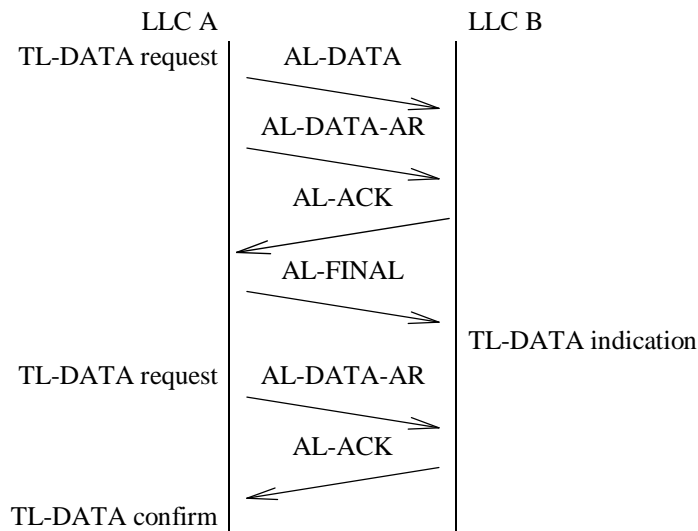 LLC A
LLC B
TL-DATA request
AL-DATA
AL-DATA-AR
AL-ACK
AL-FINAL
TL-DATA indication
TL-DATA request
AL-DATA-AR
AL-ACK
TL-DATA confirm